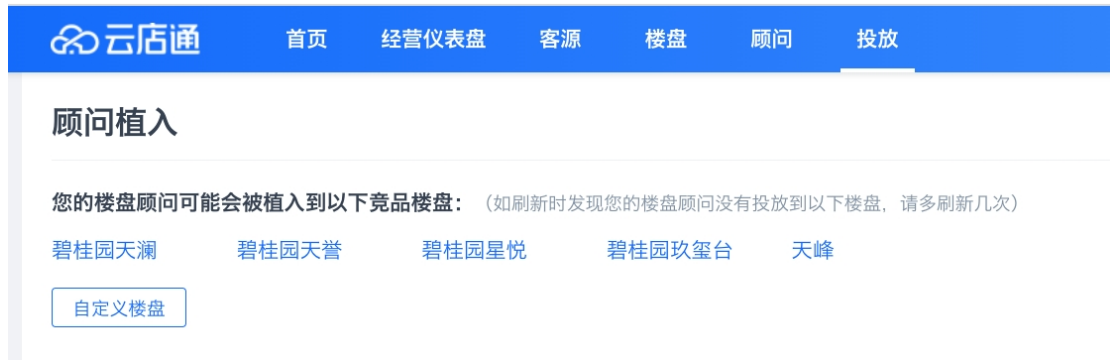 云店通 首页 经营仪表盘 客源 楼盘 顾问 投放
顾问植入
您的楼盘顾问可能会被植入到以下竞品楼盘：（如刷新时发现您的楼盘顾问没有投放到以下楼盘，请多刷新几次）
碧桂园天澜 碧桂园天誉 碧桂园星悦 碧桂园玖玺台 天峰
自定义楼盘